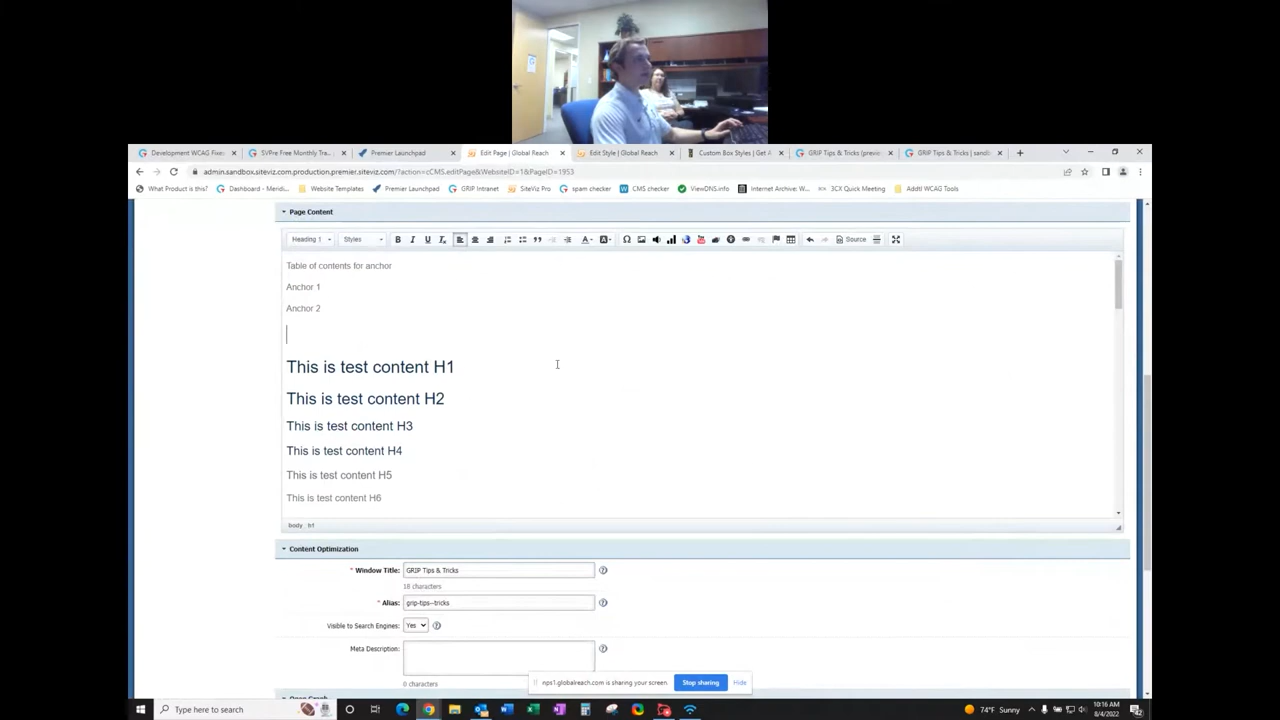 Development WCAG Fixes
SVPre Free Monthly Tra...
Premier Launchpad
Edit Page | Global Reach
Edit Style | Global Reach
Custom Box Styles | Get A
GRIP Tips & Tricks (previe
GRIP Tips & Tricks | sandb
admin.sandbox.siteviz.com.production.premier.siteviz.com/?action=cCMS.editPage&WebsiteID=1&PageID=1953
What Product is this?
Dashboard - Meridi...
Website Templates
Premier Launchpad
GRIP Intranet
SiteViz Pro
spam checker
CMS checker
ViewDNS.info
Internet Archive: W...
3CX Quick Meeting
Addtl WCAG Tools
Page Content
Heading 1
Styles
B I U
Source
Table of contents for anchor
Anchor 1
Anchor 2
This is test content H1
This is test content H2
This is test content H3
This is test content H4
This is test content H5
This is test content H6
body h1
Content Optimization
* Window Title: GRIP Tips & Tricks
18 characters
* Alias: grip-tips--tricks
Visible to Search Engines: Yes
Meta Description:
0 characters
Open Graph
nps1.globalreach.com is sharing your screen.
Stop sharing
Hide
Type here to search
74°F Sunny
10:16 AM
8/4/2022